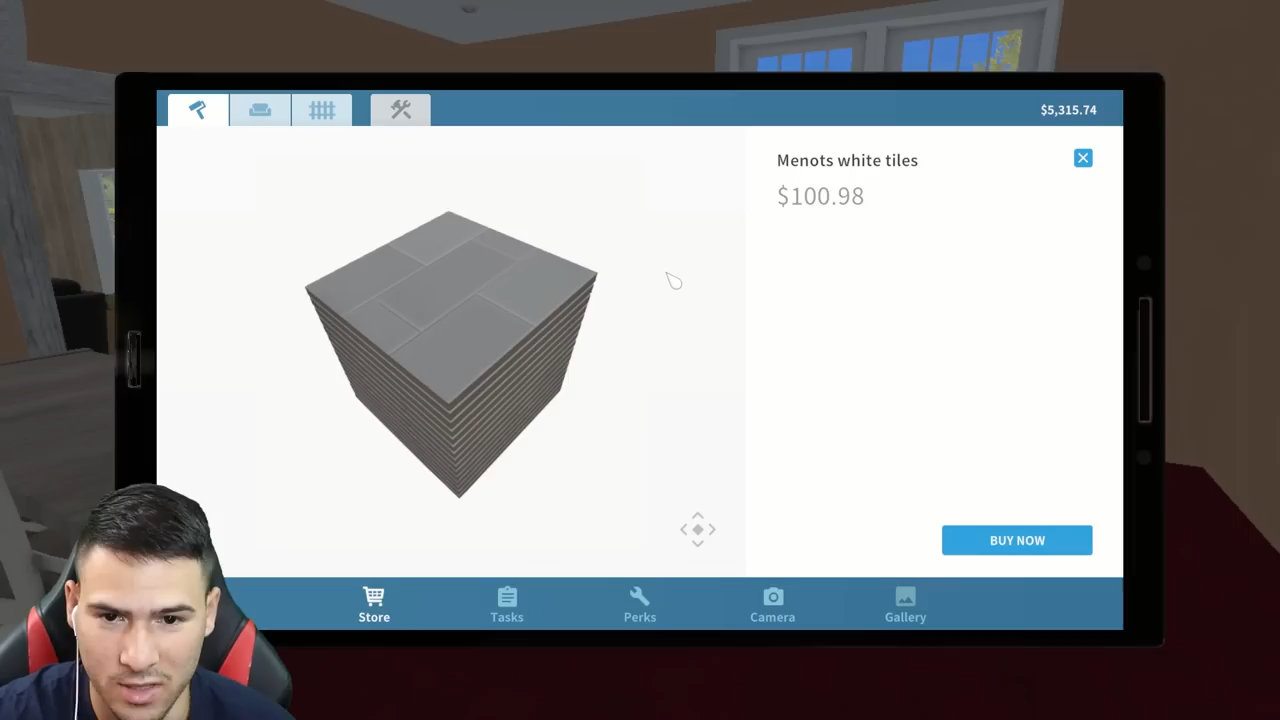 $5,315.74
Menots white tiles
$100.98
BUY NOW
Store
Tasks
Perks
Camera
Gallery